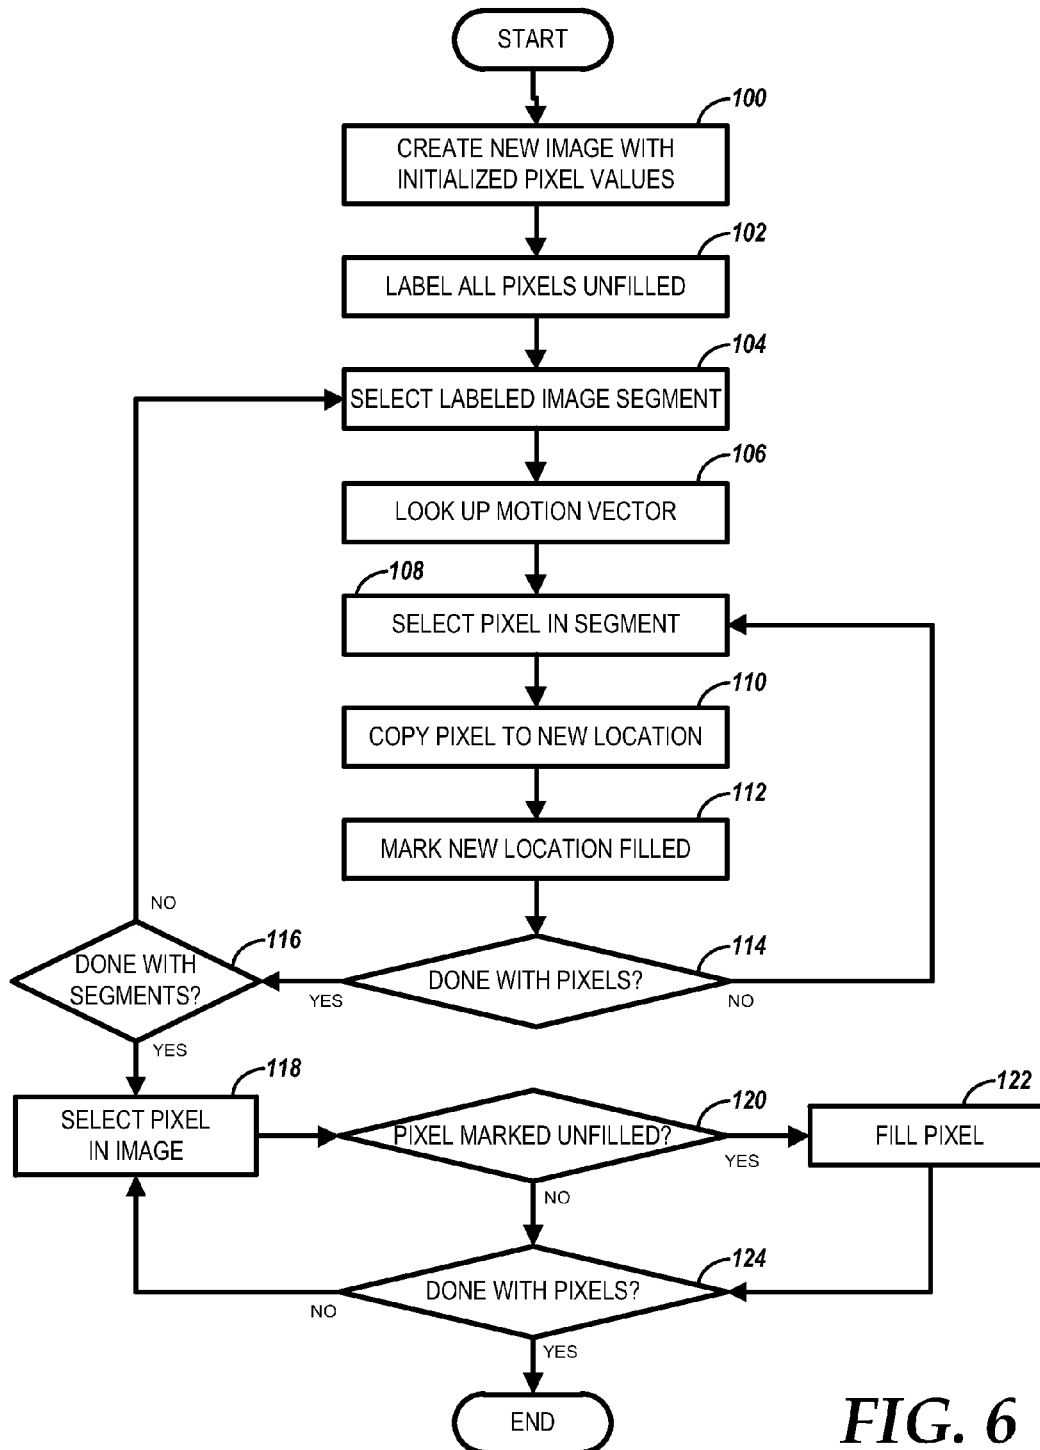 START
100
CREATE NEW IMAGE WITH
INITIALIZED PIXEL VALUES
102
LABEL ALL PIXELS UNFILLED
104
SELECT LABELED IMAGE SEGMENT
106
LOOK UP MOTION VECTOR
108
SELECT PIXEL IN SEGMENT
110
COPY PIXEL TO NEW LOCATION
112
MARK NEW LOCATION FILLED
114
DONE WITH PIXELS?
NO
YES
116
DONE WITH
SEGMENTS?
NO
YES
118
SELECT PIXEL
IN IMAGE
120
PIXEL MARKED UNFILLED?
YES
NO
122
FILL PIXEL
124
DONE WITH PIXELS?
NO
YES
END
FIG. 6